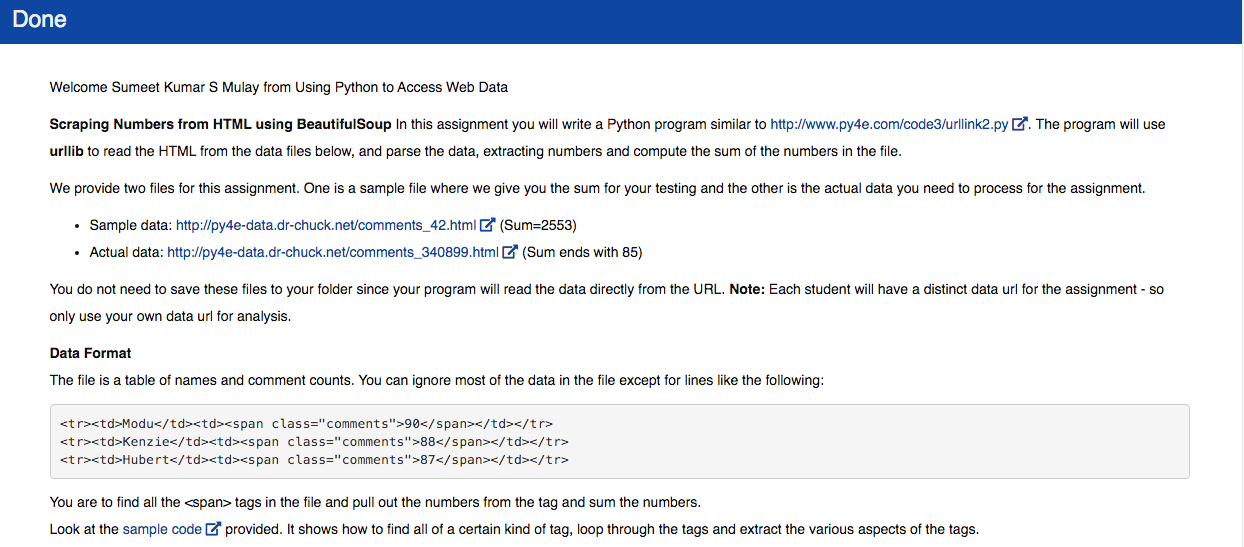 Done
Welcome Sumeet Kumar S Mulay from Using Python to Access Web Data
Scraping Numbers from HTML using BeautifulSoup In this assignment you will write a Python program similar to http://www.py4e.com/code3/urllink2.py. The program will use
urllib to read the HTML from the data files below, and parse the data, extracting numbers and compute the sum of the numbers in the file.
We provide two files for this assignment. One is a sample file where we give you the sum for your testing and the other is the actual data you need to process for the assignment.
• Sample data: http://py4e-data.dr-chuck.net/comments_42.html (Sum=2553)
• Actual data: http://py4e-data.dr-chuck.net/comments_340899.html (Sum ends with 85)
You do not need to save these files to your folder since your program will read the data directly from the URL. Note: Each student will have a distinct data url for the assignment - so
only use your own data url for analysis.
Data Format
The file is a table of names and comment counts. You can ignore most of the data in the file except for lines like the following:
<tr><td>Modu</td><td><span class="comments">90</span></td></tr>
<tr><td>Kenzie</td><td><span class="comments">88</span></td></tr>
<tr><td>Hubert</td><td><span class="comments">87</span></td></tr>
You are to find all the <span> tags in the file and pull out the numbers from the tag and sum the numbers.
Look at the sample code provided. It shows how to find all of a certain kind of tag, loop through the tags and extract the various aspects of the tags.